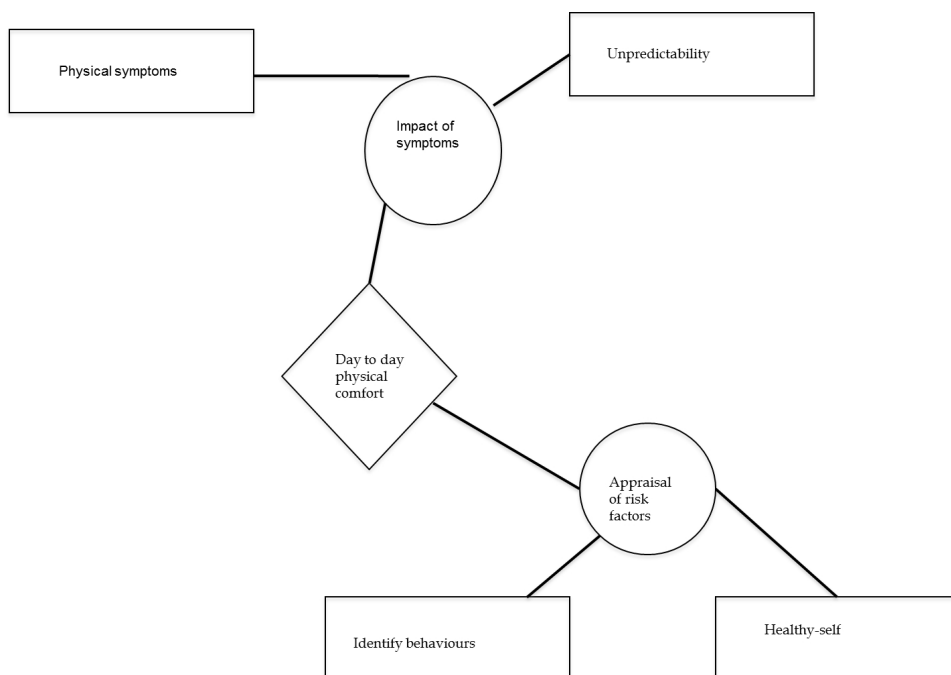 Physical symptoms
Unpredictability
Impact of
symptoms
Day to day
physical
comfort
Appraisal
of risk
factors
Identify behaviours
Healthy-self